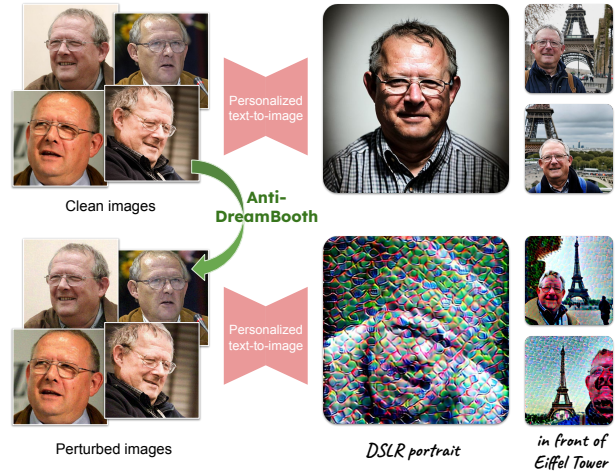 Personalized
text-to-image
Clean images
Anti-
DreamBooth
Personalized
text-to-image
Perturbed images
DSLR portrait
in front of
Eiffel Tower